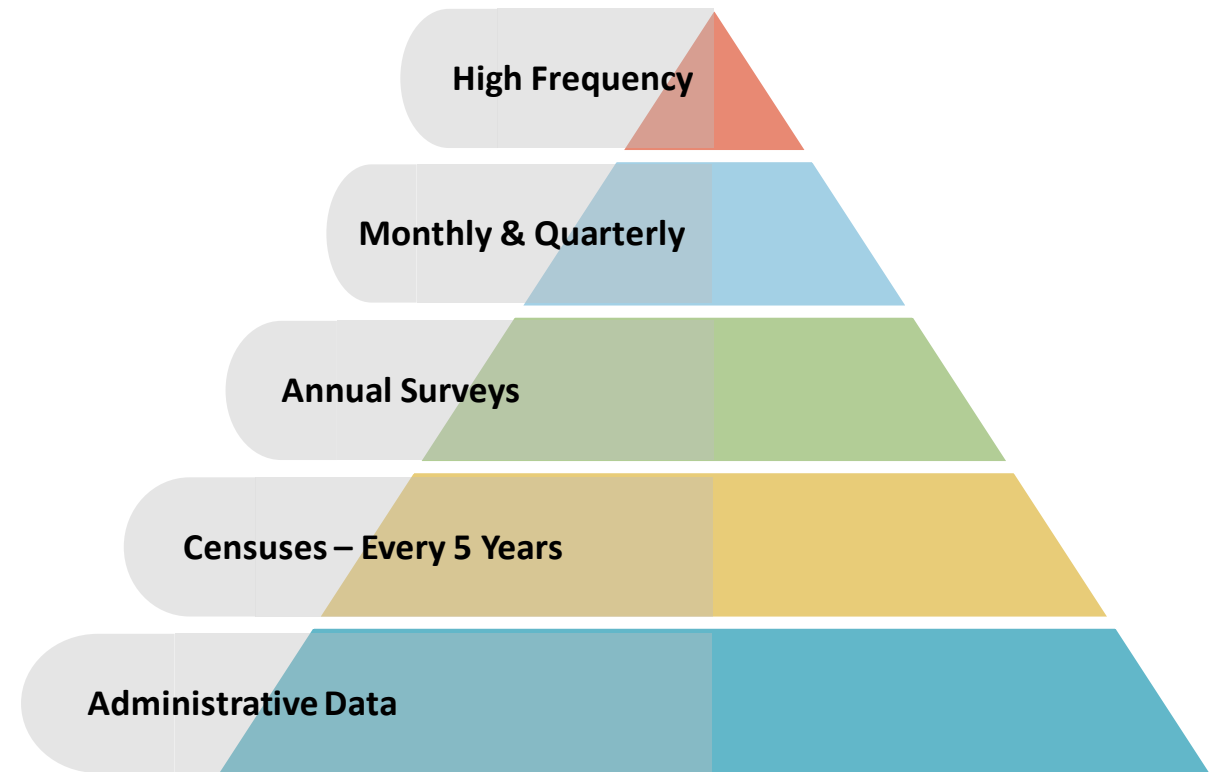 High Frequency
Monthly & Quarterly
Annual Surveys
Censuses – Every 5 Years
Administrative Data